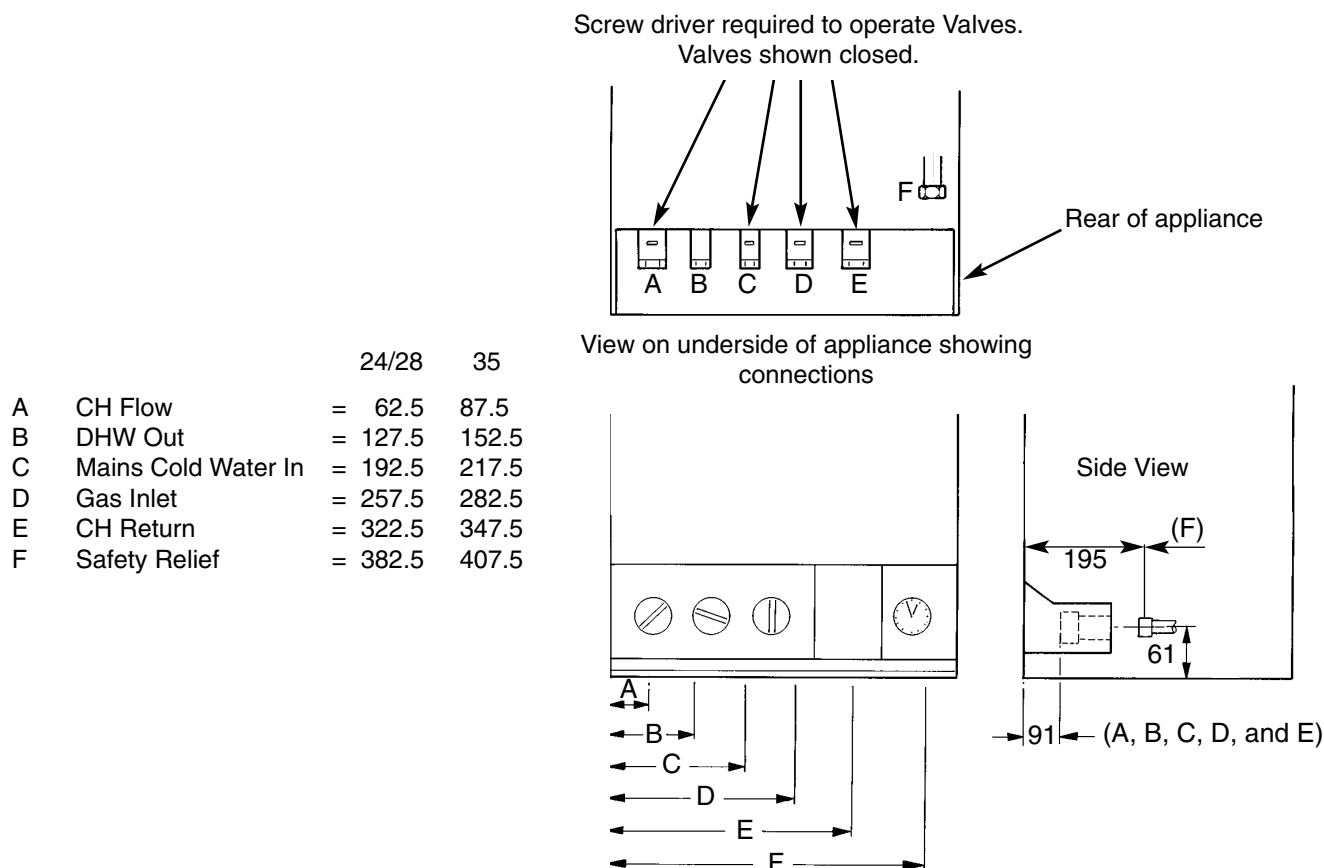 Screw driver required to operate Valves.
Valves shown closed.
F
Rear of appliance
A B C D E
View on underside of appliance showing
connections
24/28 35
A CH Flow = 62.5 87.5
B DHW Out = 127.5 152.5
C Mains Cold Water In = 192.5 217.5
D Gas Inlet = 257.5 282.5
E CH Return = 322.5 347.5
F Safety Relief = 382.5 407.5
Side View
(F)
195
61
A
B
91 (A, B, C, D, and E)
C
D
E
F